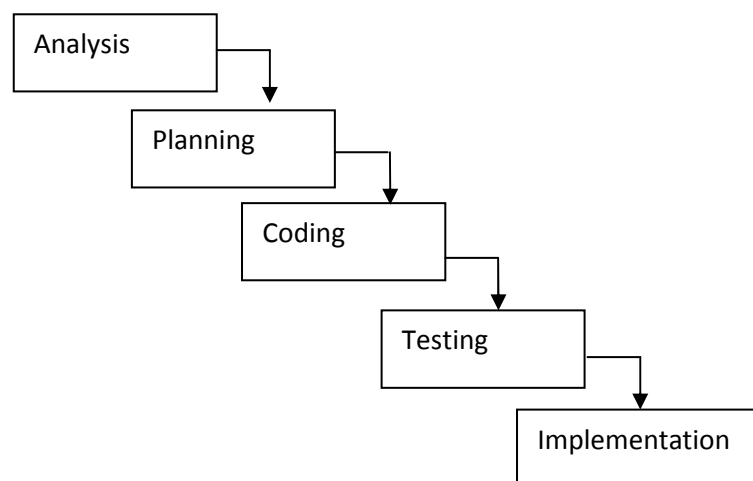 Analysis
Planning
Coding
Testing
Implementation